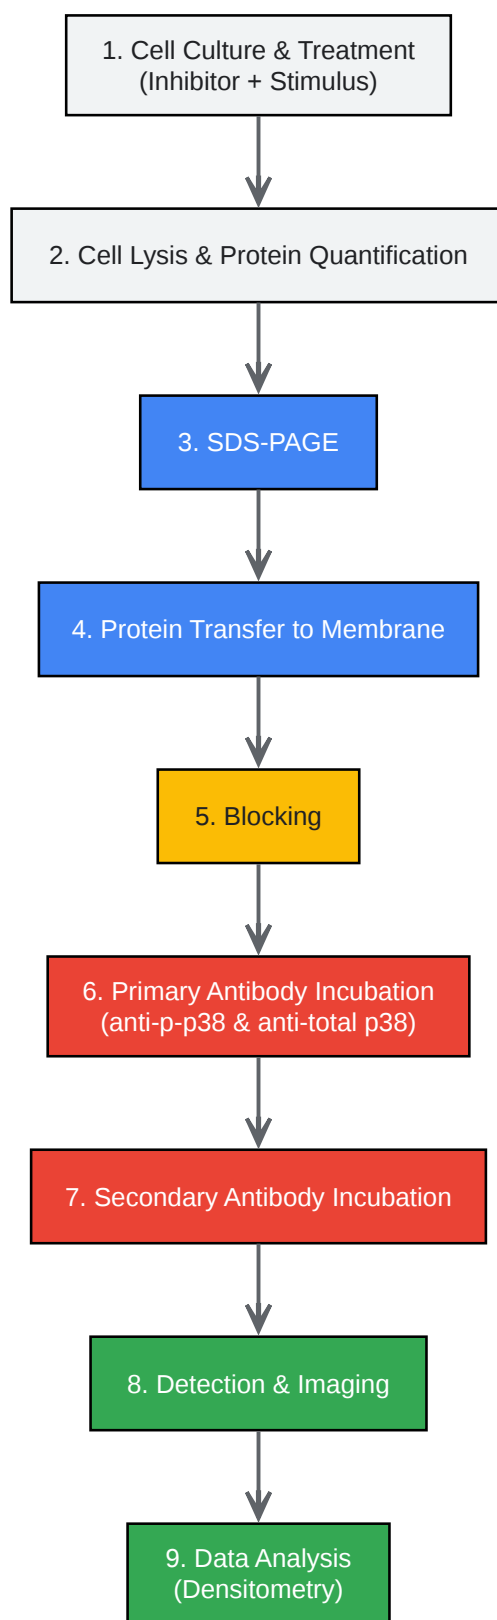 1. Cell Culture & Treatment
(Inhibitor + Stimulus)
2. Cell Lysis & Protein Quantification
3. SDS-PAGE
4. Protein Transfer to Membrane
5. Blocking
6. Primary Antibody Incubation
(anti-p-p38 & anti-total p38)
7. Secondary Antibody Incubation
8. Detection & Imaging
9. Data Analysis
(Densitometry)